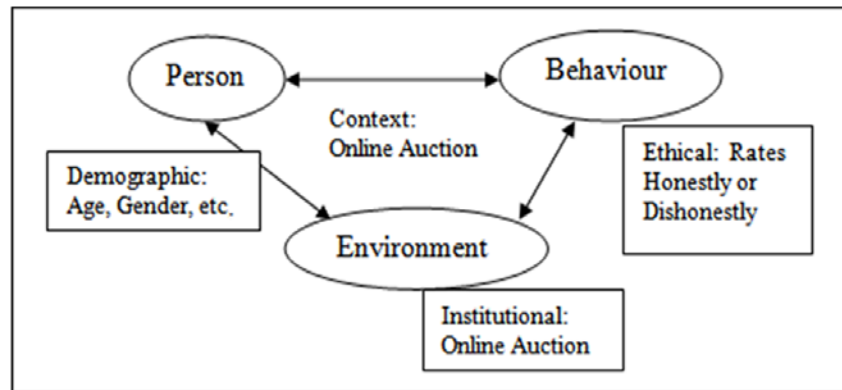 Person
Behaviour
Context:
Online Auction
Demographic:
Age, Gender, etc.
Ethical: Rates
Honestly or
Dishonestly
Environment
Institutional:
Online Auction